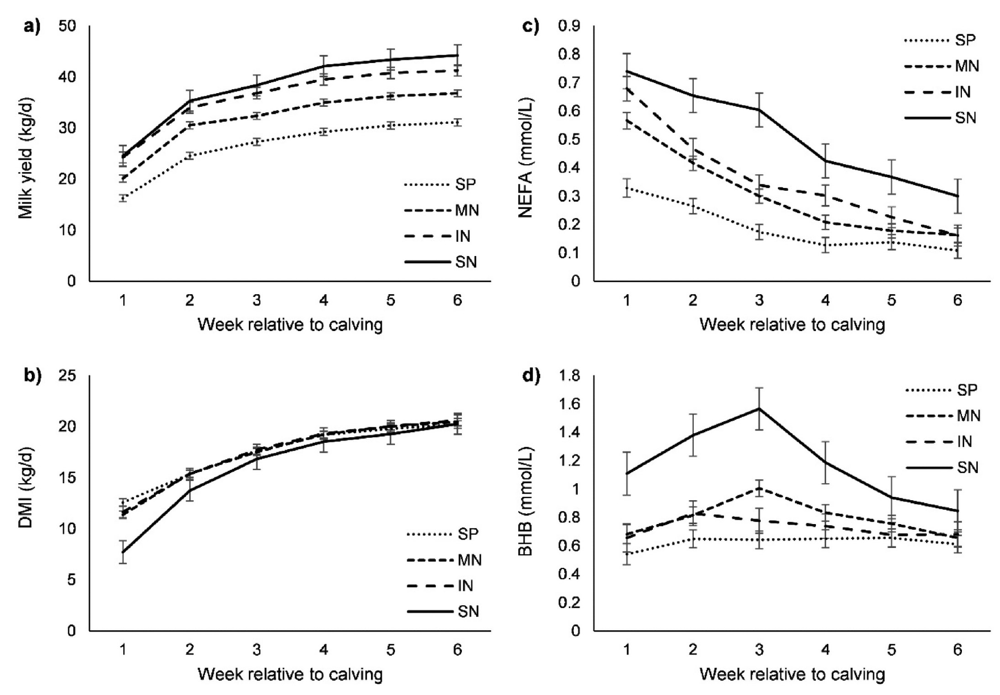 a)
Milk yield (kg/d)
50
40
30
20
10
0
SP
MN
IN
SN
1 2 3 4 5 6
Week relative to calving
c)
NEFA (mmol/L)
0.9
0.8
0.7
0.6
0.5
0.4
0.3
0.2
0.1
0
SP
MN
IN
SN
1 2 3 4 5 6
Week relative to calving
b)
DMI (kg/d)
25
20
15
10
5
0
SP
MN
IN
SN
1 2 3 4 5 6
Week relative to calving
d)
BHB (mmol/L)
1.8
1.6
1.4
1.2
1
0.8
0.6
0.4
0.2
0
SP
MN
IN
SN
1 2 3 4 5 6
Week relative to calving